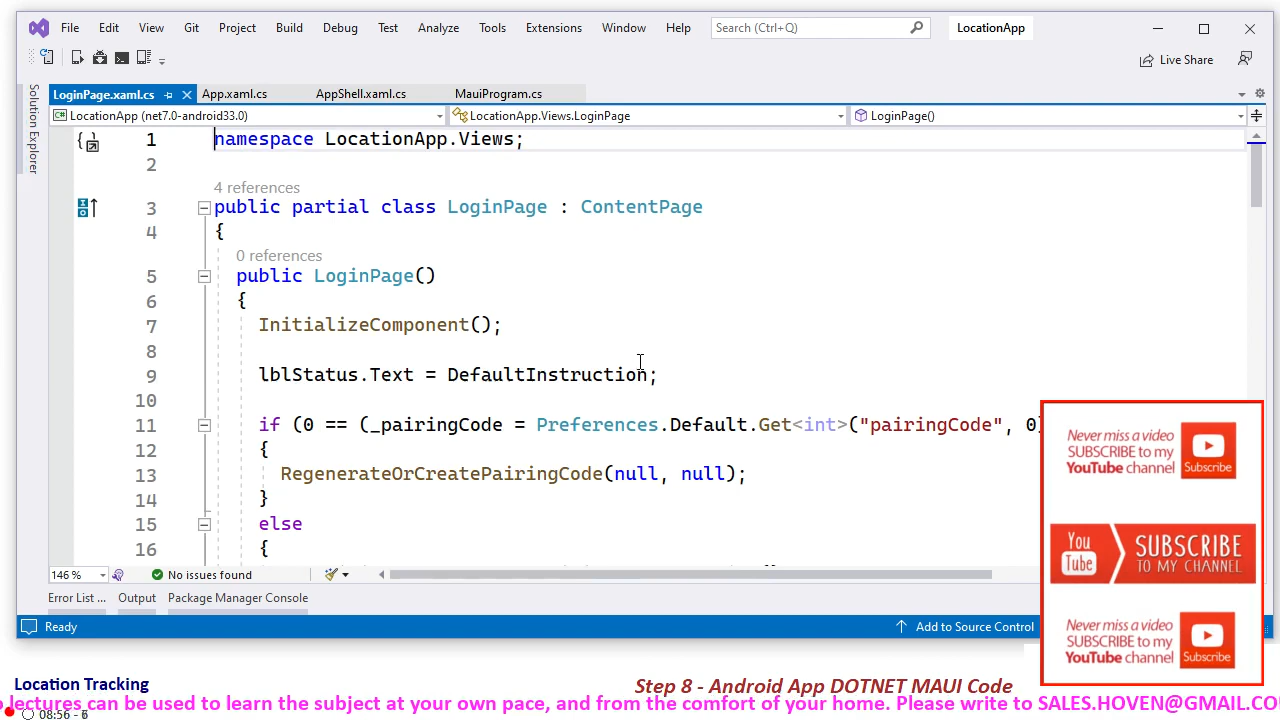 File Edit View Git Project Build Debug Test Analyze Tools Extensions Window Help Search (Ctrl+Q) LocationApp
Live Share
Solution Explorer
LoginPage.xaml.cs App.xaml.cs AppShell.xaml.cs MauiProgram.cs
LocationApp (net7.0-android33.0) LocationApp.Views.LoginPage LoginPage()
1 namespace LocationApp.Views;
2
4 references
3 public partial class LoginPage : ContentPage
4 {
0 references
5 public LoginPage()
6 {
7 InitializeComponent();
8
9 lblStatus.Text = DefaultInstruction;
10
11 if (0 == (_pairingCode = Preferences.Default.Get<int>("pairingCode", 0)
12 {
13 RegenerateOrCreatePairingCode(null, null);
14 }
15 else
16 {
146 % No issues found
Error List ... Output Package Manager Console
Ready Add to Source Control
Never miss a video
SUBSCRIBE to my
YouTube channel
Subscribe
You
Tube
SUBSCRIBE
TO MY CHANNEL
Never miss a video
SUBSCRIBE to my
YouTube channel
Subscribe
Location Tracking Step 8 - Android App DOTNET MAUI Code
o lectures can be used to learn the subject at your own pace, and from the comfort of your home. Please write to SALES.HOVEN@GMAIL.CO
08:56 - 6